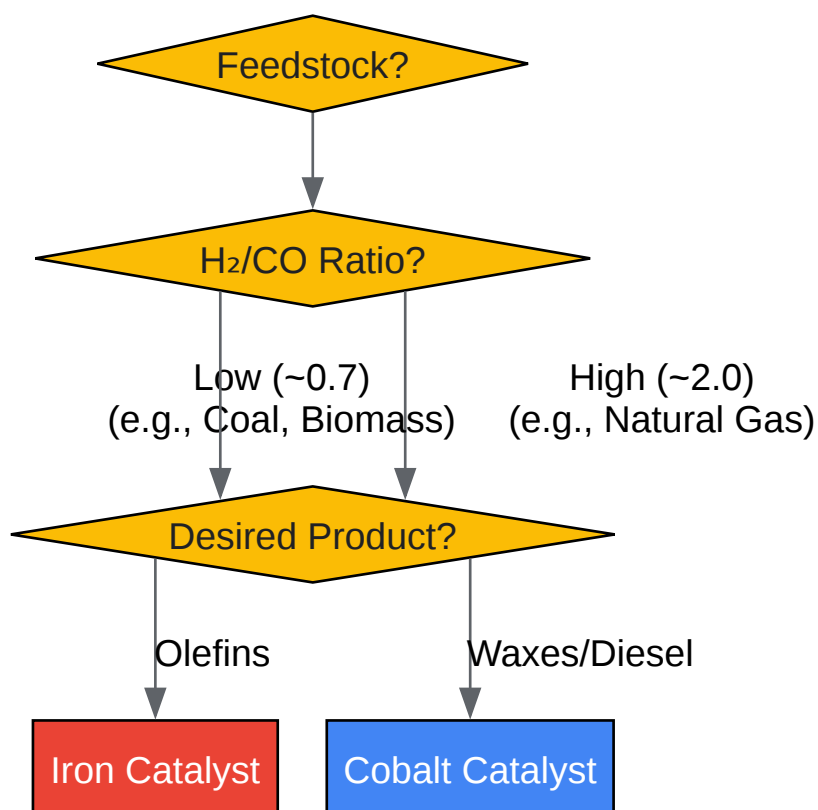 Feedstock?
H₂/CO Ratio?
Low (~0.7)
(e.g., Coal, Biomass)
High (~2.0)
(e.g., Natural Gas)
Desired Product?
Olefins
Waxes/Diesel
Iron Catalyst
Cobalt Catalyst